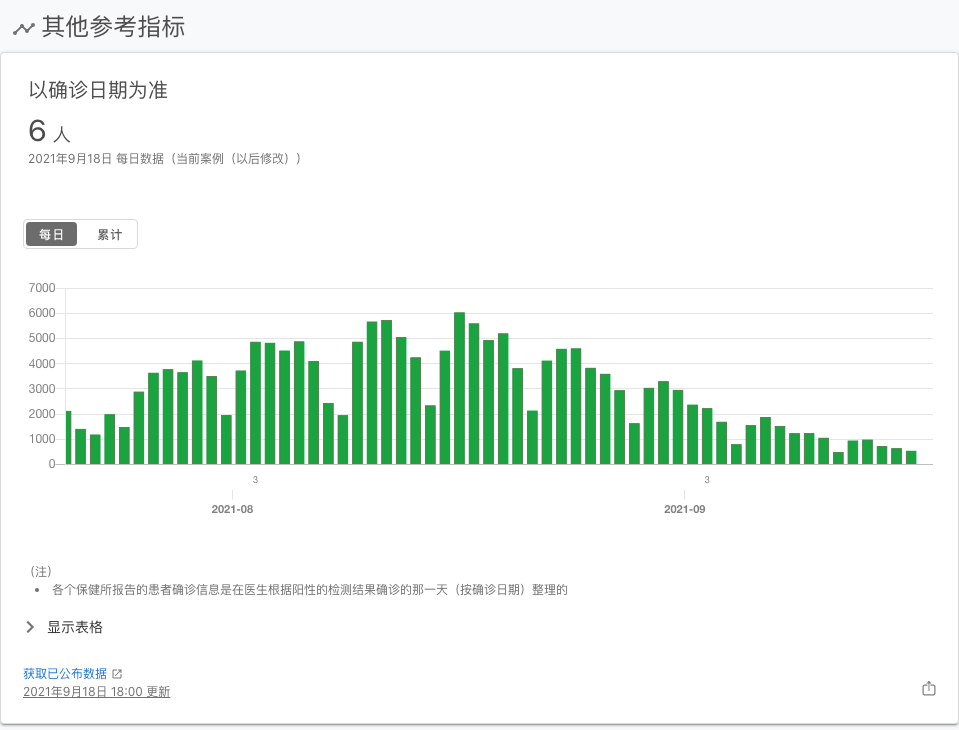 其他参考指标
以确诊日期为准
6 人
2021年9月18日 每日数据（当前案例（以后修改））
每日 累计
7000
6000
5000
4000
3000
2000
1000
0
3 3
2021-08 2021-09
（注）
• 各个保健所报告的患者确诊信息是在医生根据阳性的检测结果确诊的那一天（按确诊日期）整理的
显示表格
获取已公布数据
2021年9月18日 18:00 更新